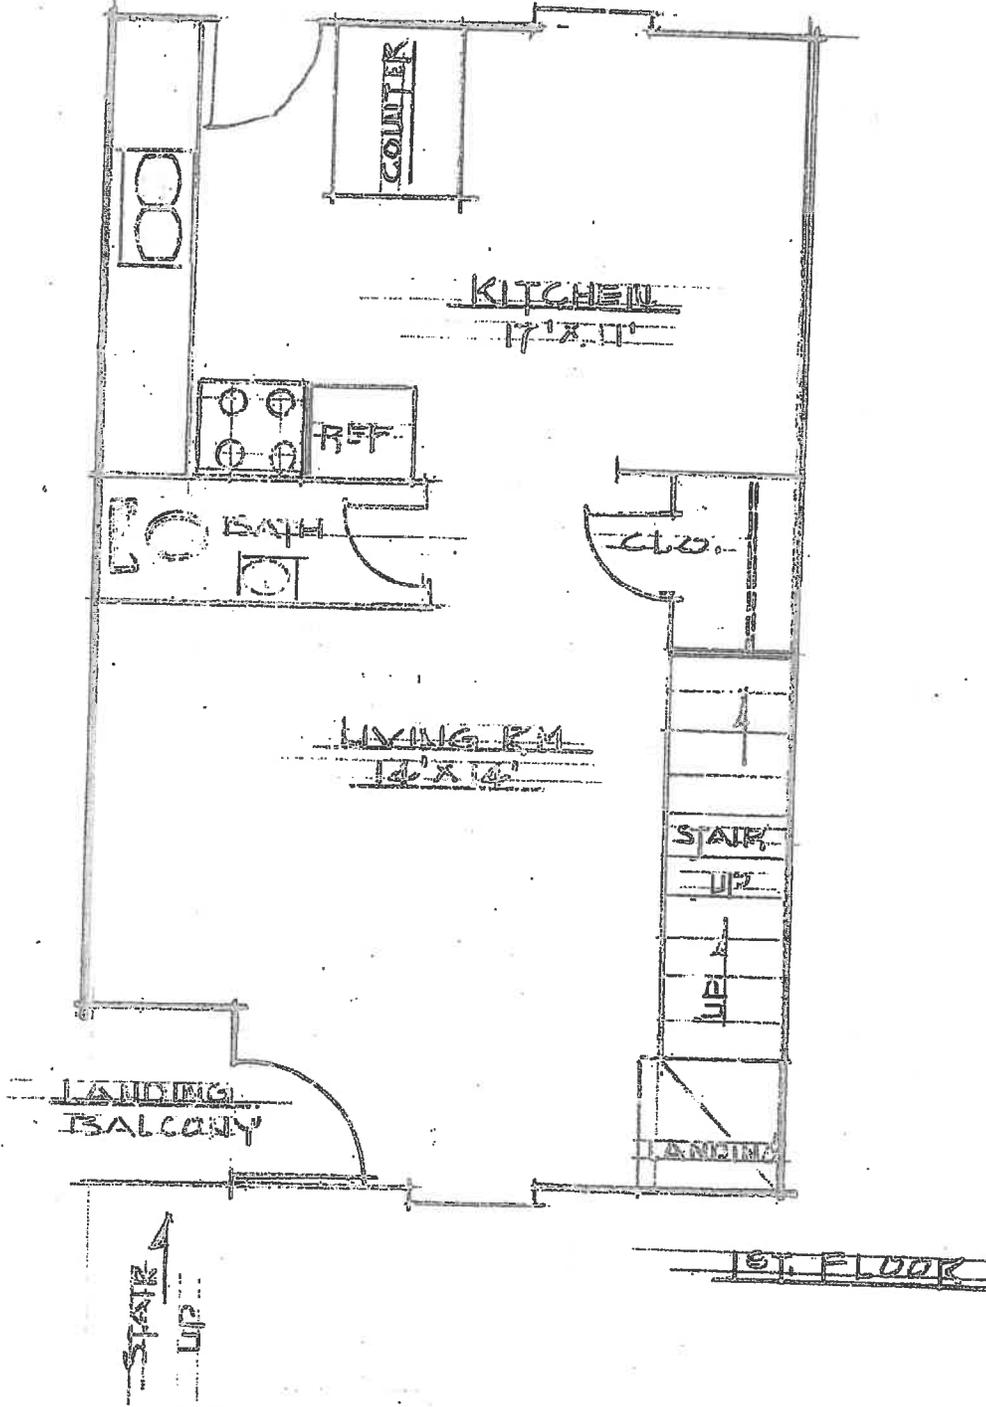 COUNTER
KITCHEN
17' X 11'
REF.
BATH
CLO.
LIVING RM
14' X 14'
STAIR
UP
UP
LANDING
BALCONY
LANDING
STAIR
UP
1ST. FLOOR